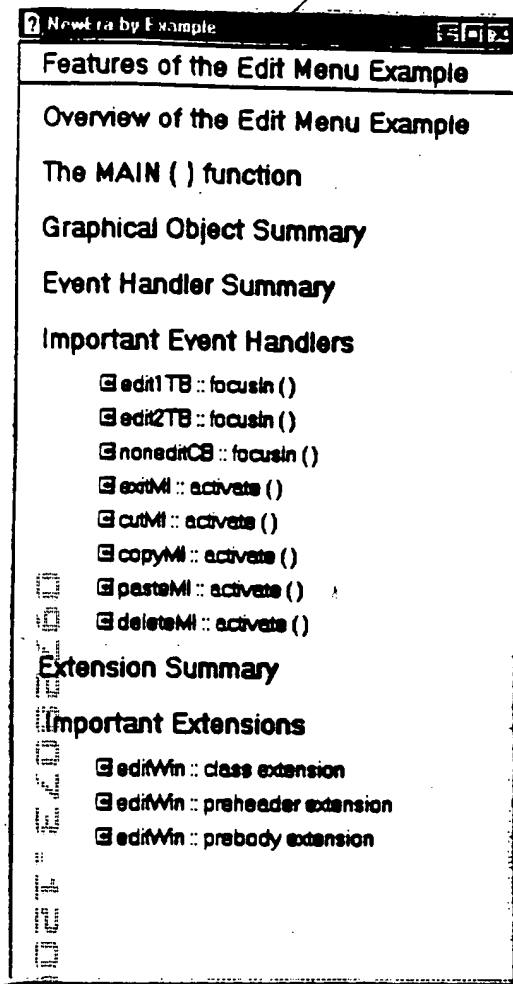 NewEra by Example
Features of the Edit Menu Example
Overview of the Edit Menu Example
The MAIN ( ) function
Graphical Object Summary
Event Handler Summary
Important Event Handlers
C edit1TB :: focusIn ( )
C edit2TB :: focusIn ( )
C noneditCB :: focusIn ( )
C exitMI :: activate ( )
C cutMI :: activate ( )
C copyMI :: activate ( )
C pasteMI :: activate ( )
C deleteMI :: activate ( )
Extension Summary
Important Extensions
C editWin :: class extension
C editWin :: preheader extension
C editWin :: prebody extension